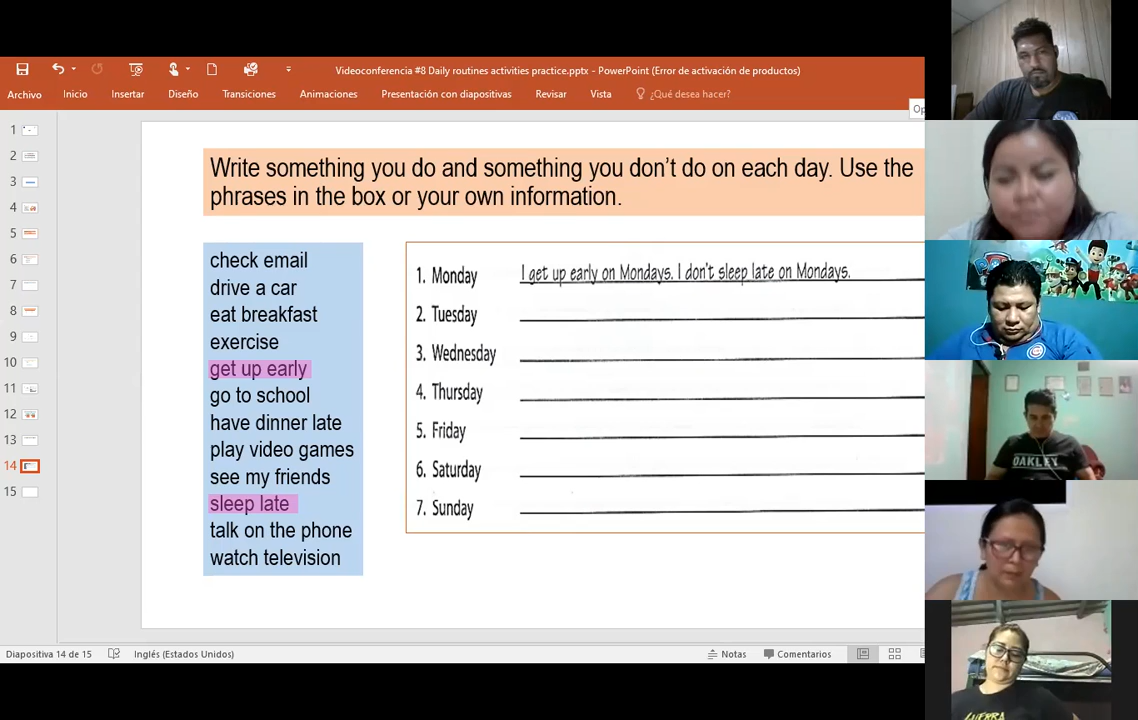 Videoconferencia #8 Daily routines activities practice.pptx - PowerPoint (Error de activación de productos)
Archivo Inicio Insertar Diseño Transiciones Animaciones Presentación con diapositivas Revisar Vista ¿Qué desea hacer?
Write something you do and something you don't do on each day. Use the
phrases in the box or your own information.
check email
drive a car
eat breakfast
exercise
get up early
go to school
have dinner late
play video games
see my friends
sleep late
talk on the phone
watch television
1. Monday I get up early on Mondays. I don't sleep late on Mondays.
2. Tuesday
3. Wednesday
4. Thursday
5. Friday
6. Saturday
7. Sunday
1
2
3
4
5
6
7
8
9
10
11
12
13
14
15
Diapositiva 14 de 15 Inglés (Estados Unidos) Notas Comentarios
OAKLEY